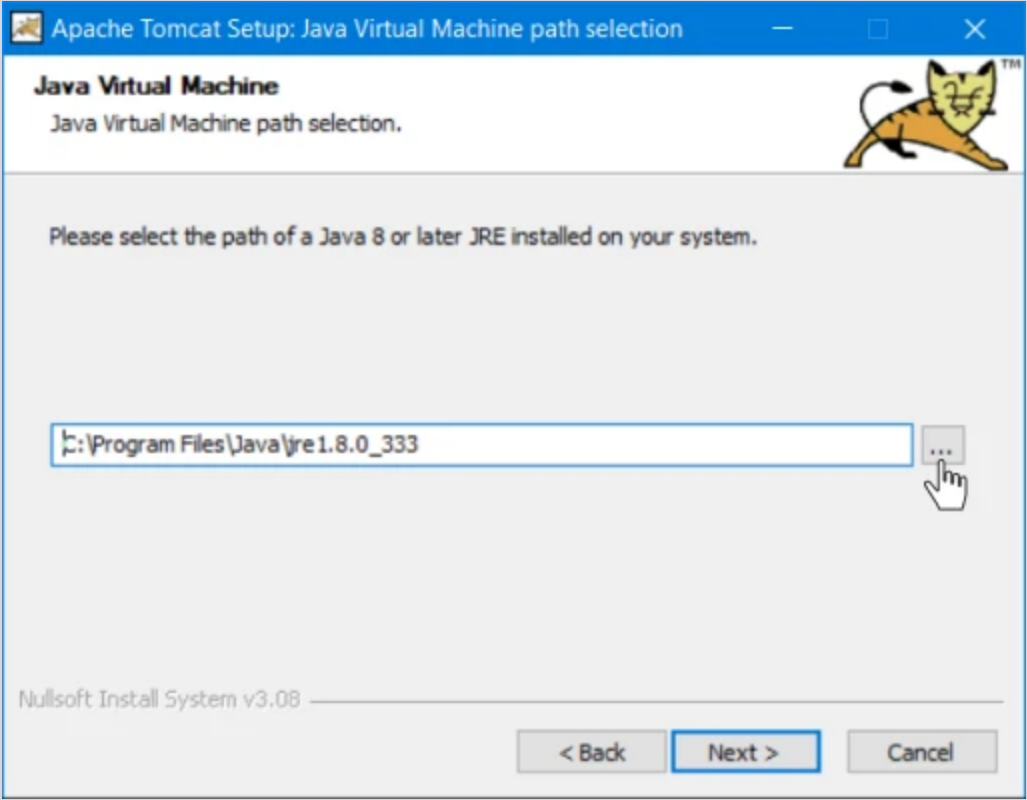 Apache Tomcat Setup: Java Virtual Machine path selection
TM
Java Virtual Machine
Java Virtual Machine path selection.
Please select the path of a Java 8 or later JRE installed on your system.
C:\Program Files\Java\jre1.8.0_333
...
Nullsoft Install System v3.08
< Back
Next >
Cancel